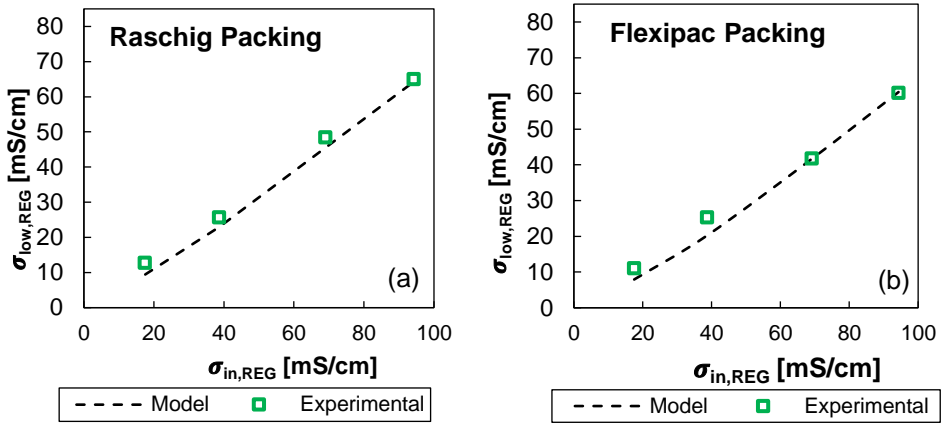 Raschig Packing
σlow,REG [mS/cm]
80
70
60
50
40
30
20
10
0
(a)
0 20 40 60 80 100
σin,REG [mS/cm]
Model Experimental
Flexipac Packing
σlow,REG [mS/cm]
80
70
60
50
40
30
20
10
0
(b)
0 20 40 60 80 100
σin,REG [mS/cm]
Model Experimental